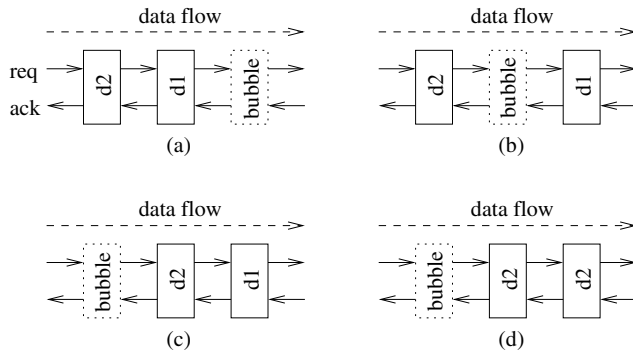 data flow
req
ack
d2
d1
bubble
(a)
data flow
d2
bubble
d1
(b)
data flow
bubble
d2
d1
(c)
data flow
bubble
d2
d2
(d)